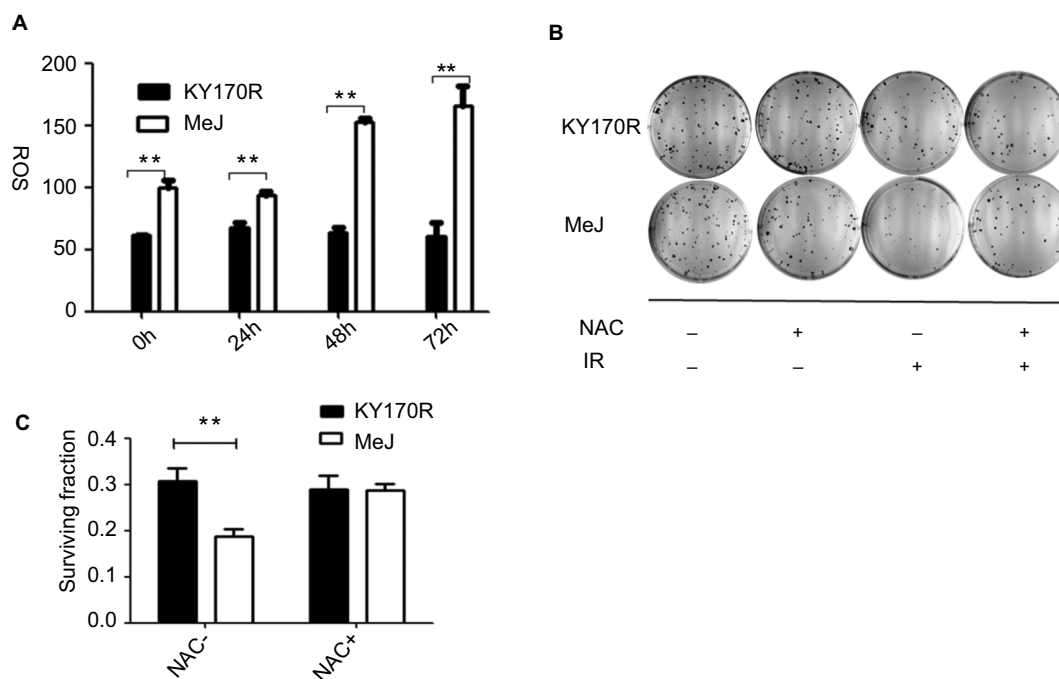 A
200
150
100
50
0
ROS
KY170R
MeJ
**
**
**
**
0h
24h
48h
72h
B
KY170R
MeJ
NAC
–
+
–
+
IR
–
–
+
+
C
KY170R
MeJ
**
0.4
0.3
0.2
0.1
0.0
Surviving fraction
NAC-
NAC+